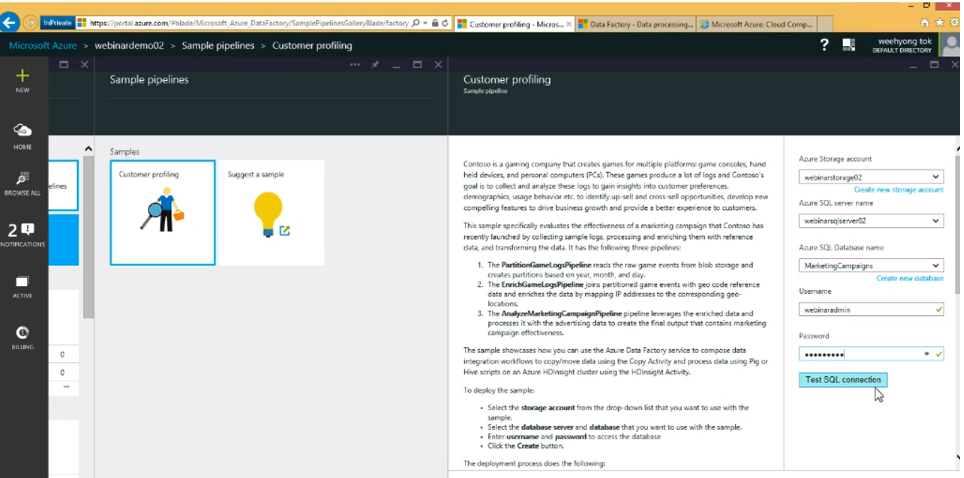 InPrivate
https://portal.azure.com/#blade/Microsoft_Azure_DataFactory/SamplePipelinesGalleryBlade/factory
Customer profiling - Micros...
Data Factory - Data processing...
Microsoft Azure: Cloud Comp...
Microsoft Azure > webinardemo02 > Sample pipelines > Customer profiling
weehyong tok
DEFAULT DIRECTORY
NEW
HOME
BROWSE ALL
2
NOTIFICATIONS
ACTIVE
BILLING
elines
0
0
Sample pipelines
Samples
Customer profiling
Suggest a sample
Customer profiling
Sample pipeline
Contoso is a gaming company that creates games for multiple platforms: game consoles, hand
held devices, and personal computers (PCs). These games produce a lot of logs and Contoso's
goal is to collect and analyze these logs to gain insights into customer preferences,
demographics, usage behavior etc. to identify up-sell and cross-sell opportunities, develop new
compelling features to drive business growth and provide a better experience to customers.
This sample specifically evaluates the effectiveness of a marketing campaign that Contoso has
recently launched by collecting sample logs, processing and enriching them with reference
data, and transforming the data. It has the following three pipelines:
1. The PartitionGameLogsPipeline reads the raw game events from blob storage and
creates partitions based on year, month, and day.
2. The EnrichGameLogsPipeline joins partitioned game events with geo code reference
data and enriches the data by mapping IP addresses to the corresponding geo-
locations.
3. The AnalyzeMarketingCampaignPipeline pipeline leverages the enriched data and
processes it with the advertising data to create the final output that contains marketing
campaign effectiveness.
The sample showcases how you can use the Azure Data Factory service to compose data
integration workflows to copy/move data using the Copy Activity and process data using Pig or
Hive scripts on an Azure HDInsight cluster using the HDInsight Activity.
To deploy the sample:
• Select the storage account from the drop-down list that you want to use with the
sample.
• Select the database server and database that you want to use with the sample.
• Enter username and password to access the database
• Click the Create button.
The deployment process does the following:
Azure Storage account
webinarstorage02
Create new storage account
Azure SQL server name
webinarsqlserver02
Azure SQL Database name
MarketingCampaigns
Create new database
Username
webinaradmin
Password
•••••••••
Test SQL connection